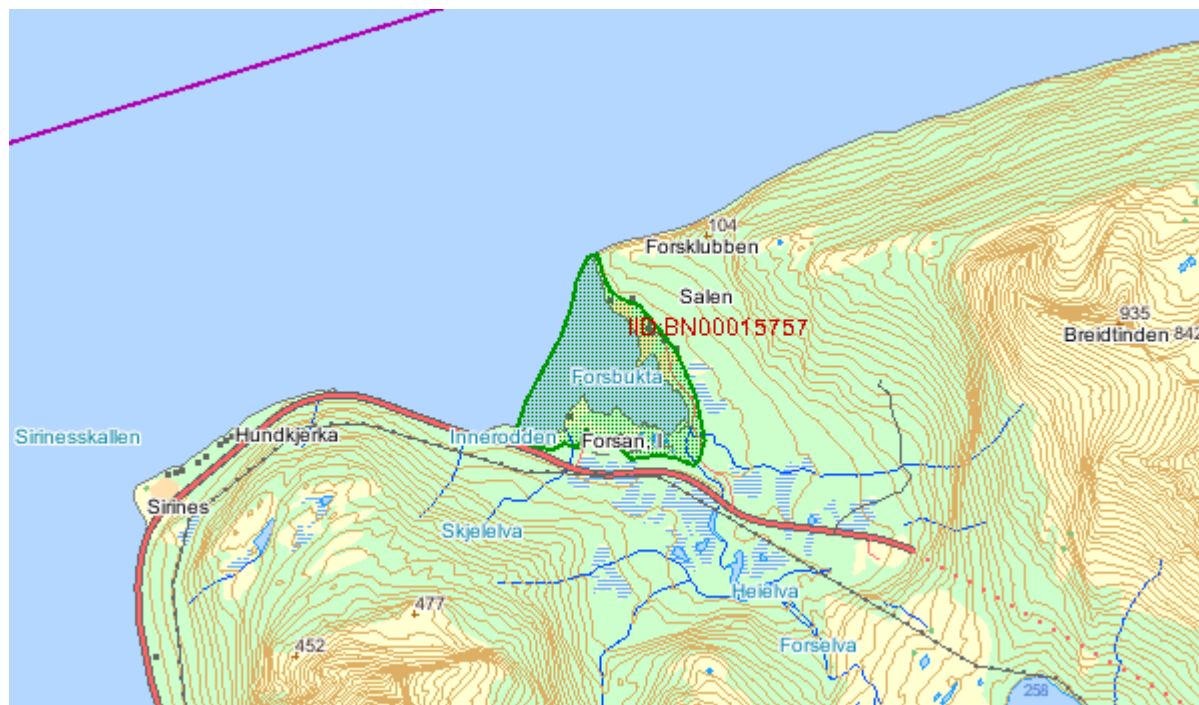 104
Forsklubben
Salen
935
IID:BN00015757
Breidtinden
842
Forsbukta
Sirinesskallen
Hundkjerka
Innerodden
Forsan, I.
Sirines
Skjelelva
Heielva
477
Forselva
452
258